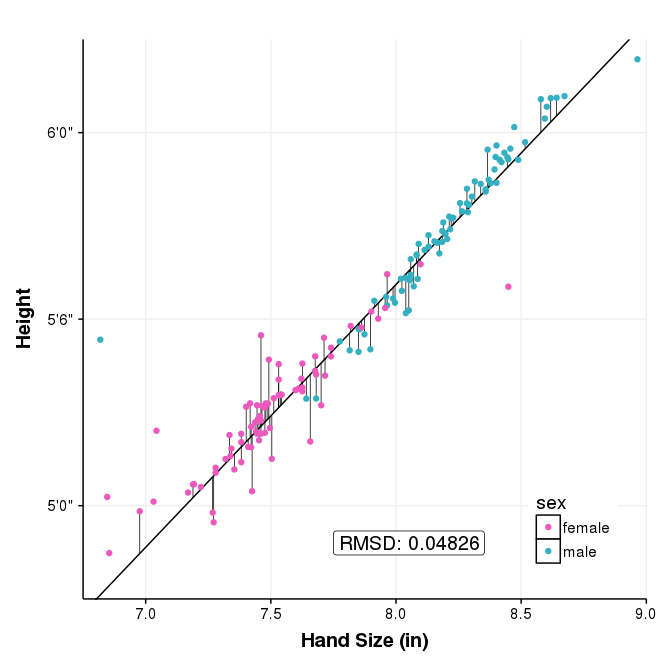 6'0"
5'6"
5'0"
Height
RMSD: 0.04826
sex
female
male
7.0 7.5 8.0 8.5 9.0
Hand Size (in)